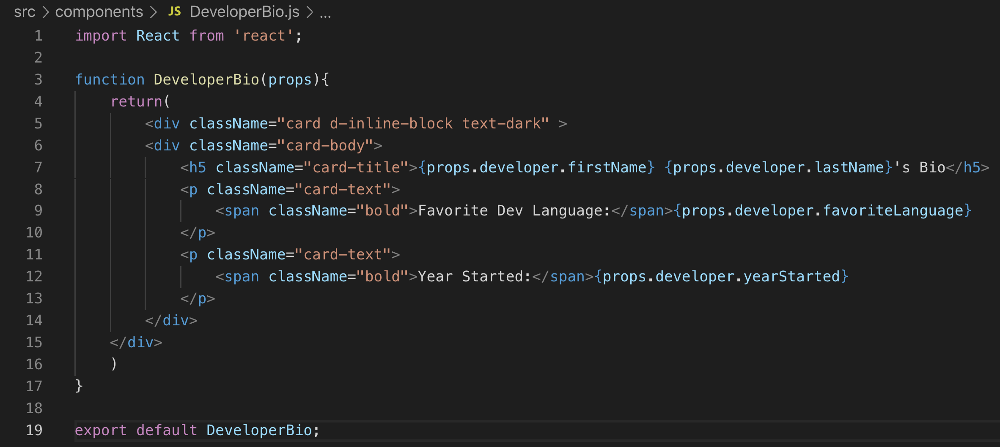 src > components > JS DeveloperBio.js > ...
1 import React from 'react';
2
3 function DeveloperBio(props){
4 return(
5 <div className="card d-inline-block text-dark" >
6 <div className="card-body">
7 <h5 className="card-title">{props.developer.firstName} {props.developer.lastName}'s Bio</h5>
8 <p className="card-text">
9 <span className="bold">Favorite Dev Language:</span>{props.developer.favoriteLanguage}
10 </p>
11 <p className="card-text">
12 <span className="bold">Year Started:</span>{props.developer.yearStarted}
13 </p>
14 </div>
15 </div>
16 )
17 }
18
19 export default DeveloperBio;